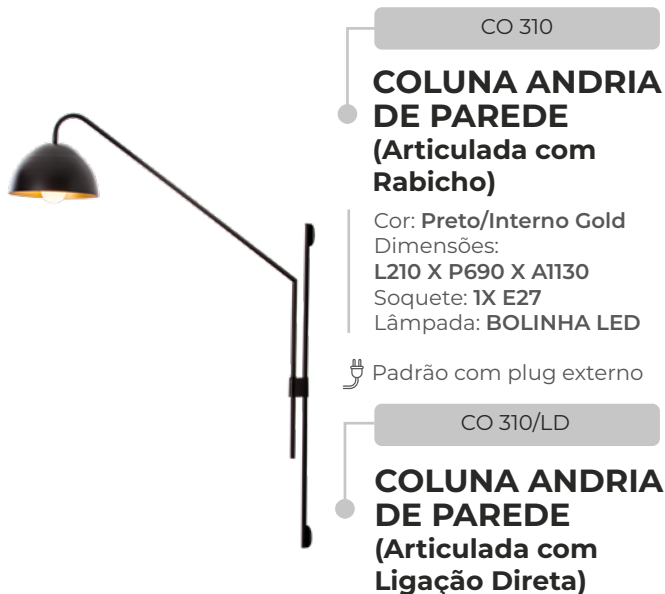 CO 310
COLUNA ANDRIA
DE PAREDE
(Articulada com
Rabicho)
Cor: Preto/Interno Gold
Dimensões:
L210 X P690 X A1130
Soquete: 1X E27
Lâmpada: BOLINHA LED
Padrão com plug externo
CO 310/LD
COLUNA ANDRIA
DE PAREDE
(Articulada com
Ligação Direta)